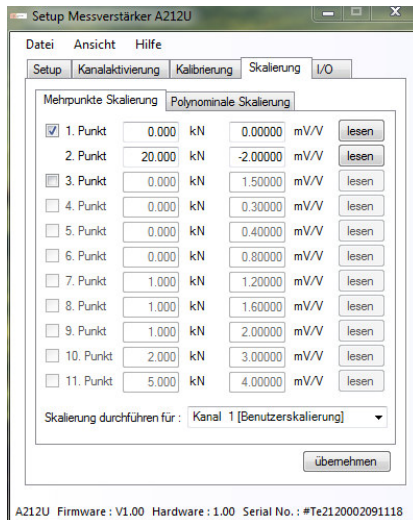 Setup Messverstärker A212U
Datei Ansicht Hilfe
Setup Kanalaktivierung Kalibrierung Skalierung I/O
Mehrpunkte Skalierung Polynominale Skalierung
1. Punkt 0.000 kN 0.00000 mV/V lesen
2. Punkt 20.000 kN -2.00000 mV/V lesen
3. Punkt 0.000 kN 1.50000 mV/V lesen
4. Punkt 0.000 kN 0.30000 mV/V lesen
5. Punkt 0.000 kN 0.40000 mV/V lesen
6. Punkt 0.000 kN 0.80000 mV/V lesen
7. Punkt 1.000 kN 1.20000 mV/V lesen
8. Punkt 1.000 kN 1.60000 mV/V lesen
9. Punkt 1.000 kN 2.00000 mV/V lesen
10. Punkt 2.000 kN 3.00000 mV/V lesen
11. Punkt 5.000 kN 4.00000 mV/V lesen
Skalierung durchführen für : Kanal 1 [Benutzerskalierung]
übernehmen
A212U Firmware : V1.00 Hardware : 1.00 Serial No. : #Te2120002091118